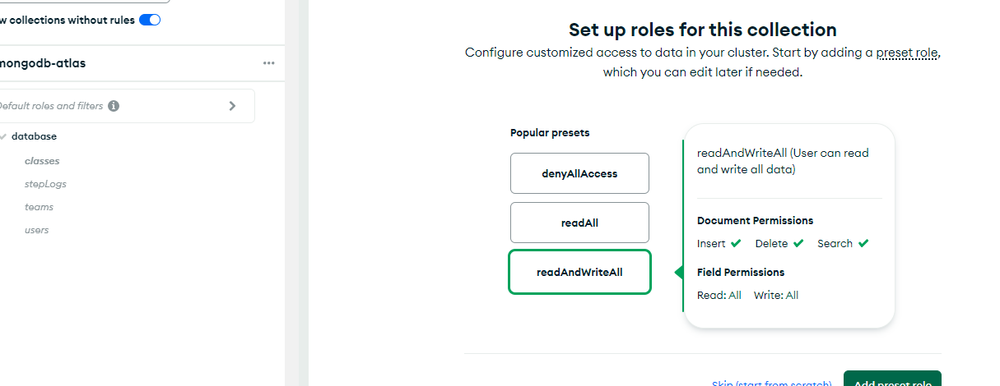 w collections without rules
mongodb-atlas
Default roles and filters
database
classes
stepLogs
teams
users
Set up roles for this collection
Configure customized access to data in your cluster. Start by adding a preset role,
which you can edit later if needed.
Popular presets
denyAllAccess
readAll
readAndWriteAll
readAndWriteAll (User can read
and write all data)
Document Permissions
Insert Delete Search
Field Permissions
Read: All Write: All
Skip (start from scratch) Add preset role